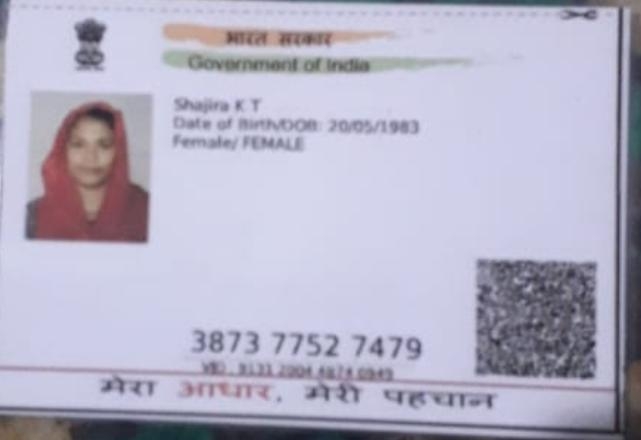 भारत सरकार
Government of India
Shajira K T
Date of Birth/DOB: 20/05/1983
Female/ FEMALE
3873 7752 7479
VID : 9133 2004 4874 0949
मेरा आधार, मेरी पहचान